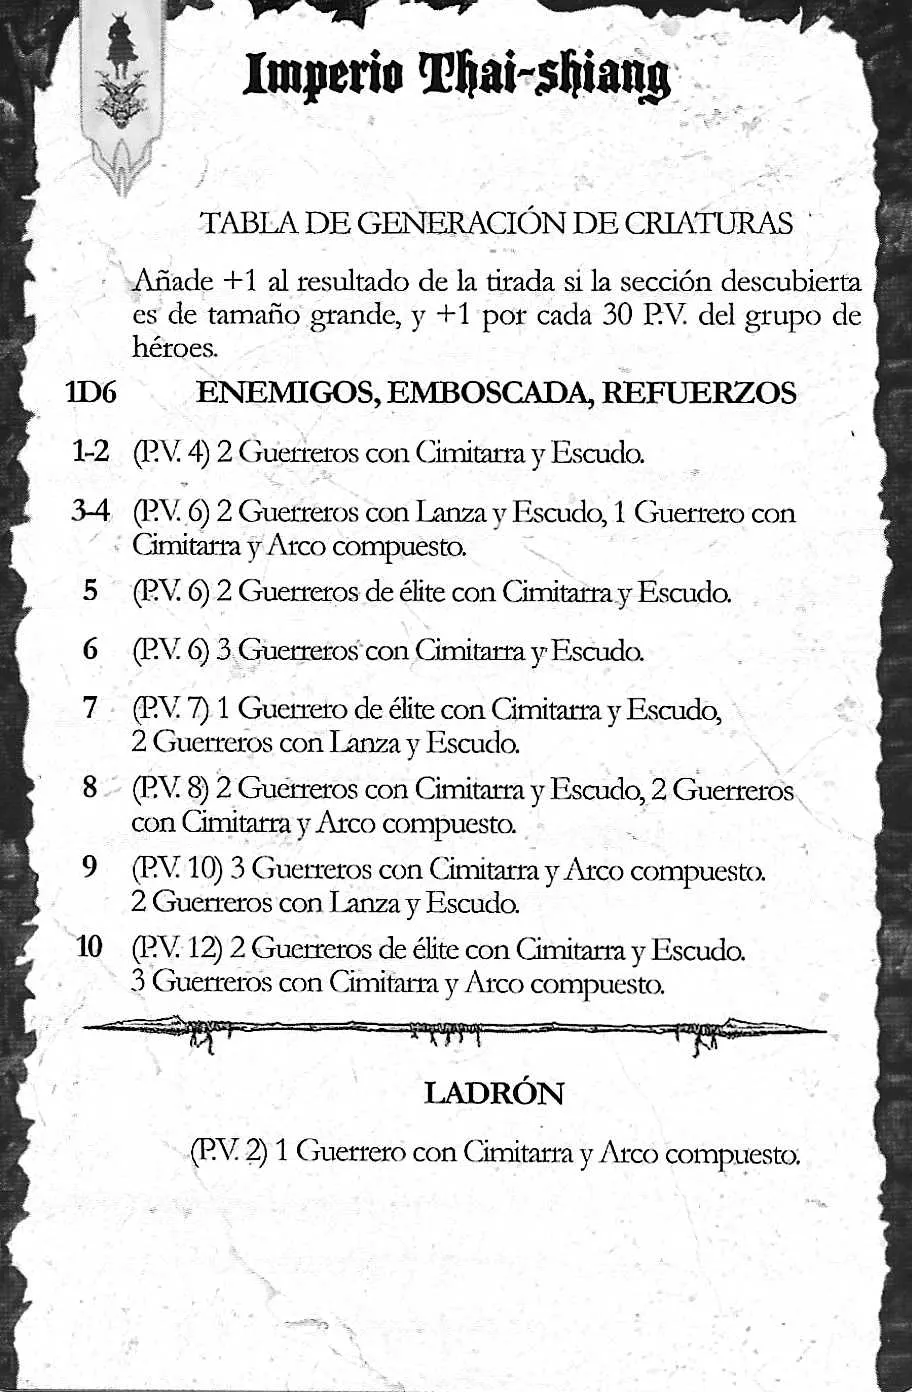 Imperio Thai-shiang
TABLA DE GENERACIÓN DE CRIATURAS
Añade +1 al resultado de la tirada si la sección descubierta
es de tamaño grande, y +1 por cada 30 P.V. del grupo de
héroes.
1D6 ENEMIGOS, EMBOSCADA, REFUERZOS
1-2 (P.V. 4) 2 Guerreros con Cimitarra y Escudo.
3-4 (P.V. 6) 2 Guerreros con Lanza y Escudo, 1 Guerrero con
Cimitarra y Arco compuesto.
5 (P.V. 6) 2 Guerreros de élite con Cimitarra y Escudo.
6 (P.V. 6) 3 Guerreros con Cimitarra y Escudo.
7 (P.V. 7) 1 Guerrero de élite con Cimitarra y Escudo,
2 Guerreros con Lanza y Escudo.
8 (P.V. 8) 2 Guerreros con Cimitarra y Escudo, 2 Guerreros
con Cimitarra y Arco compuesto.
9 (P.V. 10) 3 Guerreros con Cimitarra y Arco compuesto.
2 Guerreros con Lanza y Escudo.
10 (P.V. 12) 2 Guerreros de élite con Cimitarra y Escudo.
3 Guerreros con Cimitarra y Arco compuesto.
LADRÓN
(P.V. 2) 1 Guerrero con Cimitarra y Arco compuesto.